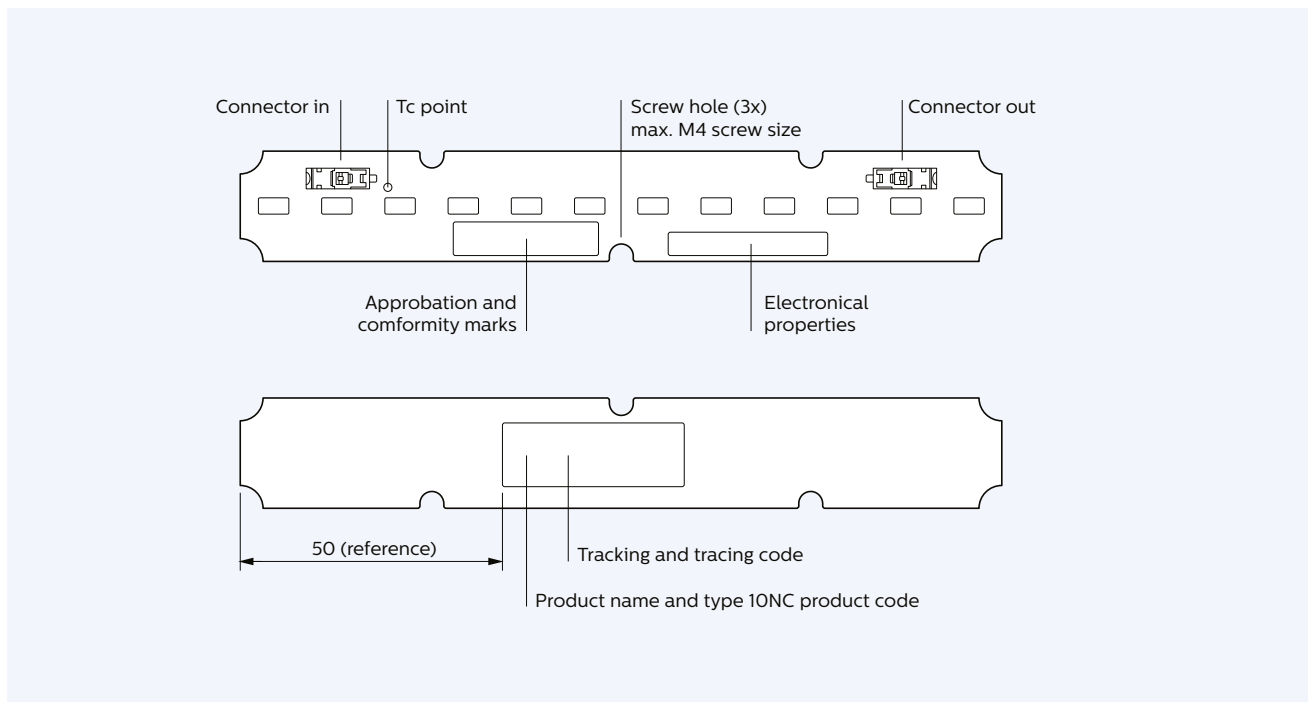 Connector in
Tc point
Screw hole (3x)
max. M4 screw size
Connector out
Approbation and
comformity marks
Electronical
properties
50 (reference)
Tracking and tracing code
Product name and type 10NC product code